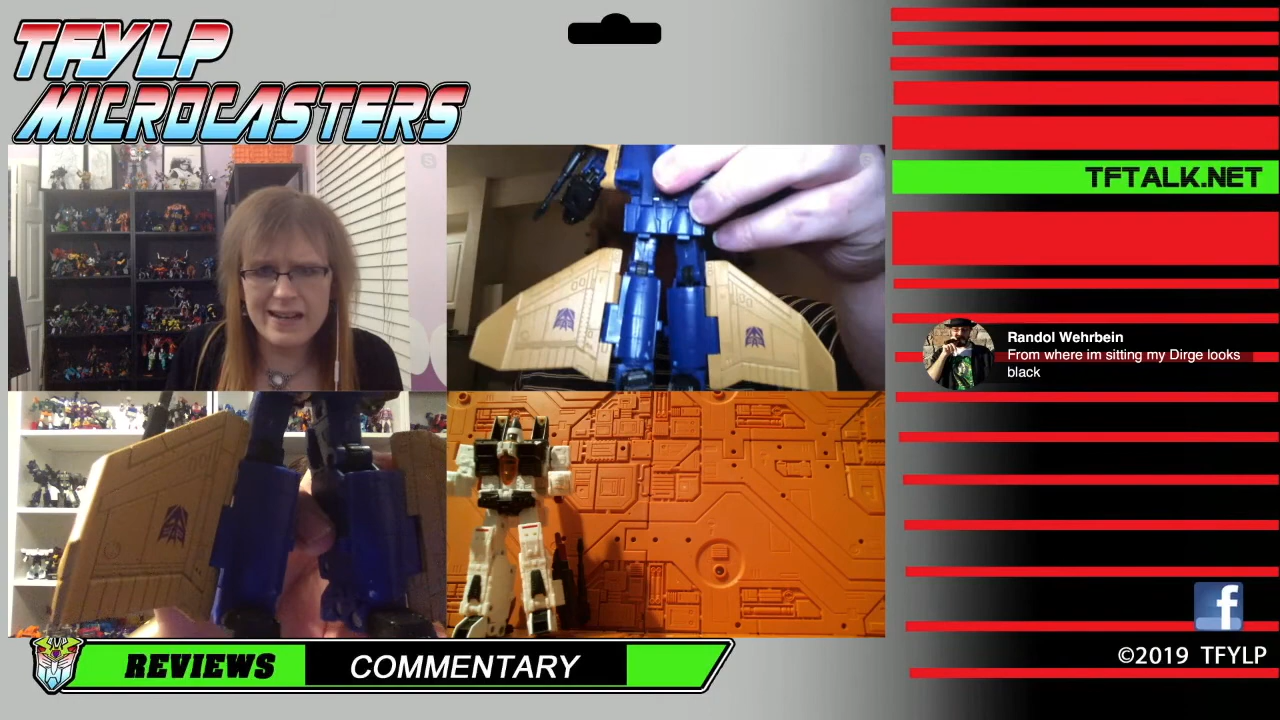 TFYLP
MICROCASTERS
TFTALK.NET
Randol Wehrbein
From where im sitting my Dirge looks
black
REVIEWS
COMMENTARY
f
©2019 TFYLP